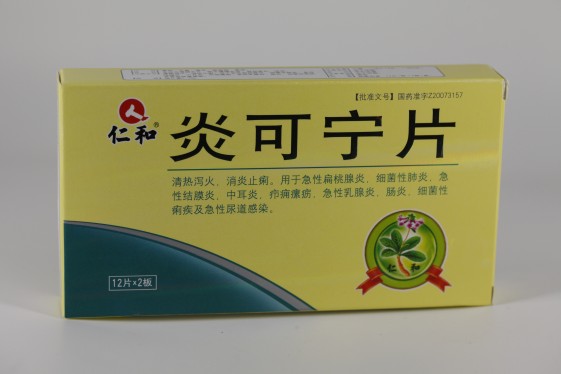 【批准文号】国药准字Z20073157
仁和®
炎可宁片
清热泻火、消炎止痢。用于急性扁桃腺炎、细菌性肺炎、急
性结膜炎、中耳炎、疖痈瘰疬、急性乳腺炎、肠炎、细菌性
痢疾及急性尿道感染。
12片×2板
仁和